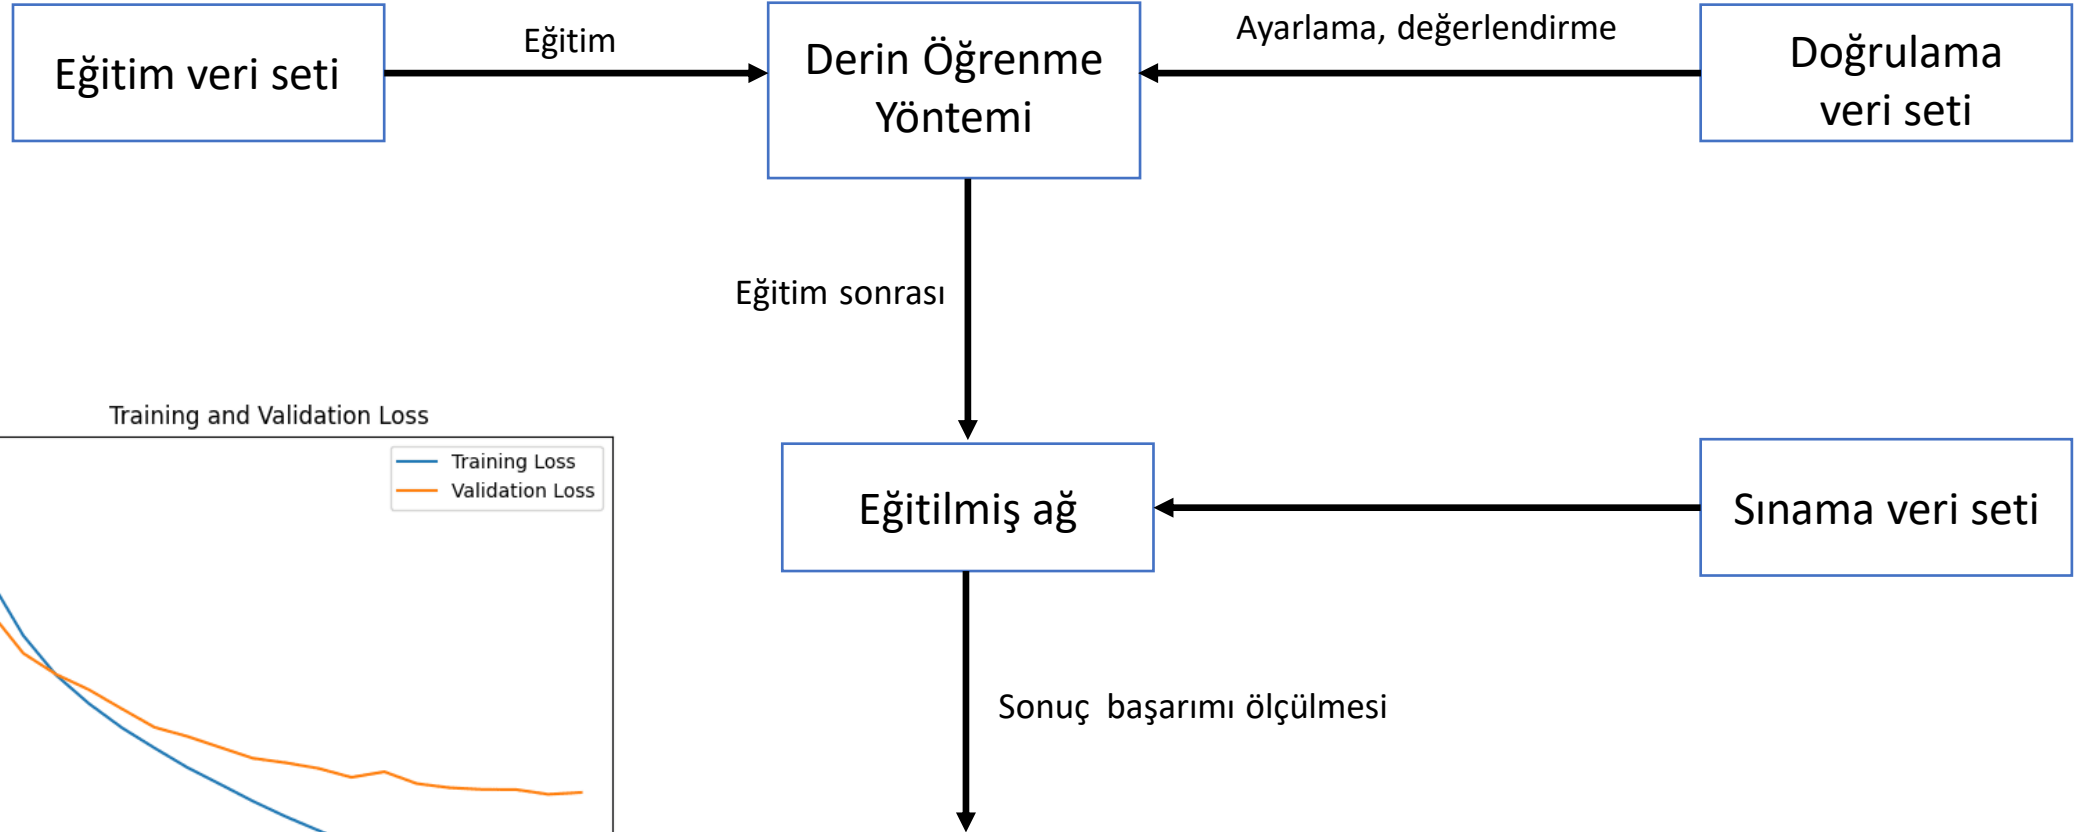 Eğitim veri seti
Eğitim
Derin Öğrenme
Yöntemi
Ayarlama, değerlendirme
Doğrulama
veri seti
Eğitim sonrası
Training and Validation Loss
Training Loss
Validation Loss
Eğitilmiş ağ
Sınama veri seti
Sonuç başarımı ölçülmesi